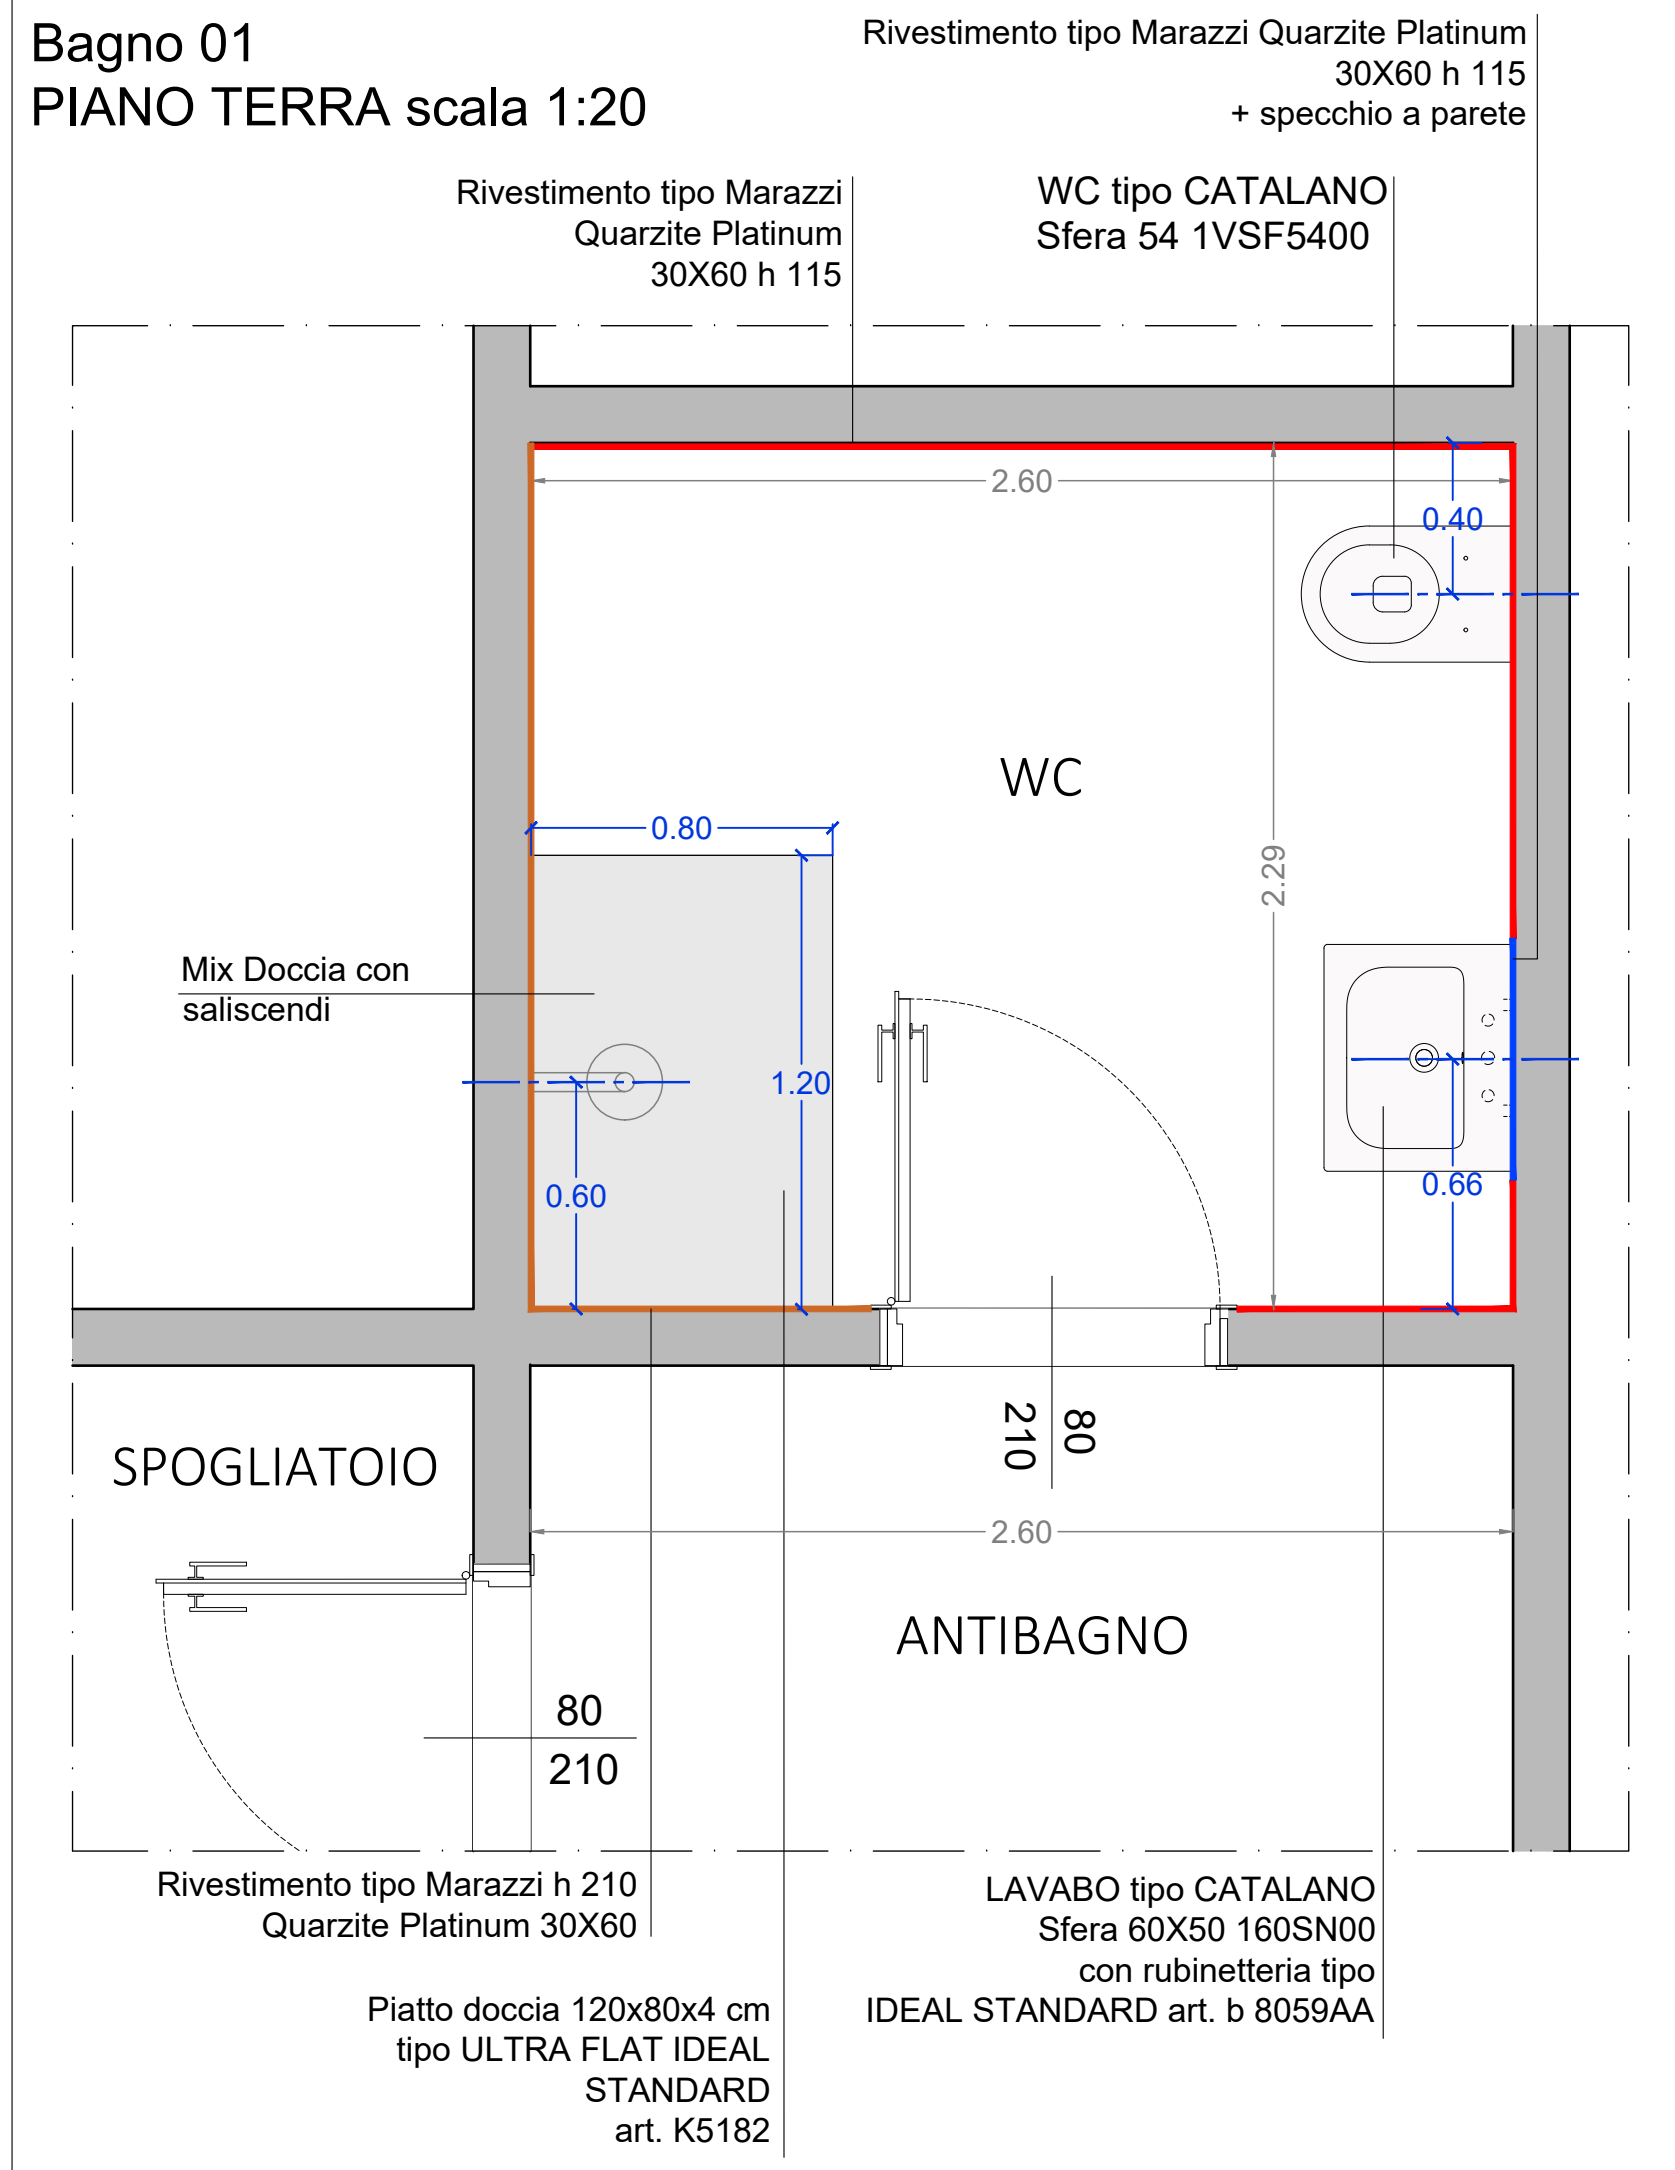 Bagno 01
PIANO TERRA scala 1:20
Rivestimento tipo Marazzi Quarzite Platinum
30X60 h 115
+ specchio a parete
Rivestimento tipo Marazzi
Quarzite Platinum
30X60 h 115
WC tipo CATALANO
Sfera 54 1VSF5400
2.60
0.40
WC
0.80
2.29
Mix Doccia con
saliscendi
1.20
0.60
0.66
80
210
SPOGLIATOIO
2.60
ANTIBAGNO
80
210
Rivestimento tipo Marazzi h 210
Quarzite Platinum 30X60
LAVABO tipo CATALANO
Sfera 60X50 160SN00
con rubinetteria tipo
IDEAL STANDARD art. b 8059AA
Piatto doccia 120x80x4 cm
tipo ULTRA FLAT IDEAL
STANDARD
art. K5182